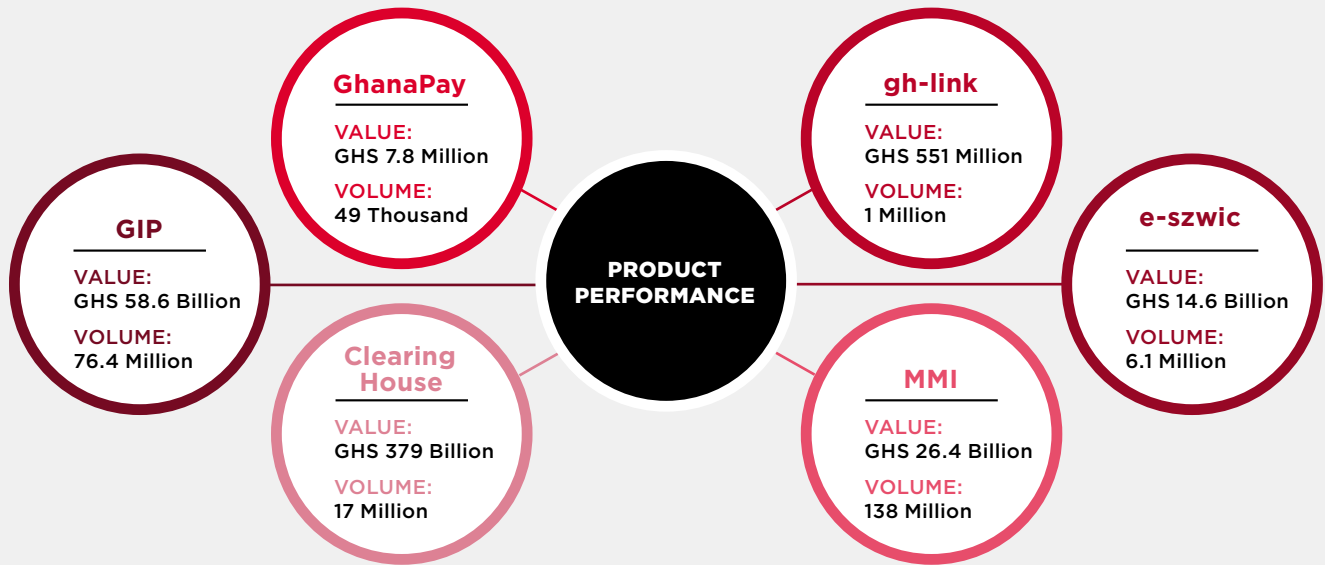 GhanaPay
VALUE:
GHS 7.8 Million
VOLUME:
49 Thousand
gh-link
VALUE:
GHS 551 Million
VOLUME:
1 Million
GIP
VALUE:
GHS 58.6 Billion
VOLUME:
76.4 Million
PRODUCT
PERFORMANCE
e-szwic
VALUE:
GHS 14.6 Billion
VOLUME:
6.1 Million
Clearing
House
VALUE:
GHS 379 Billion
VOLUME:
17 Million
MMI
VALUE:
GHS 26.4 Billion
VOLUME:
138 Million